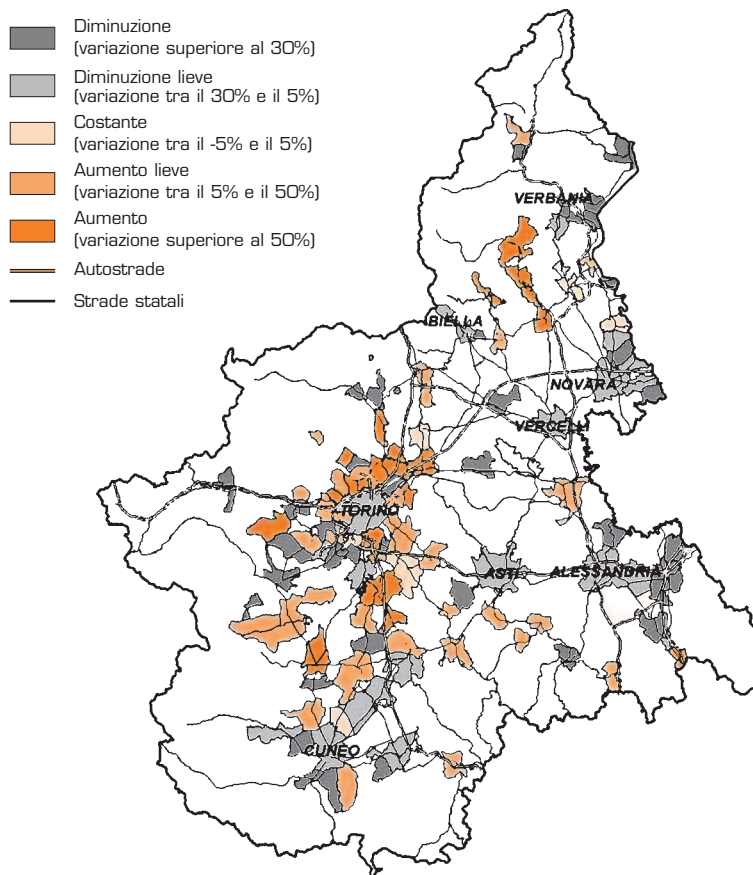 Diminuzione
(variazione superiore al 30%)
Diminuzione lieve
(variazione tra il 30% e il 5%)
Costante
(variazione tra il -5% e il 5%)
Aumento lieve
(variazione tra il 5% e il 50%)
Aumento
(variazione superiore al 50%)
Autostrade
Strade statali
VERBANIA
BIELLA
NOVARA
VERCELLI
TORINO
ASTI
ALESSANDRIA
CUNEO